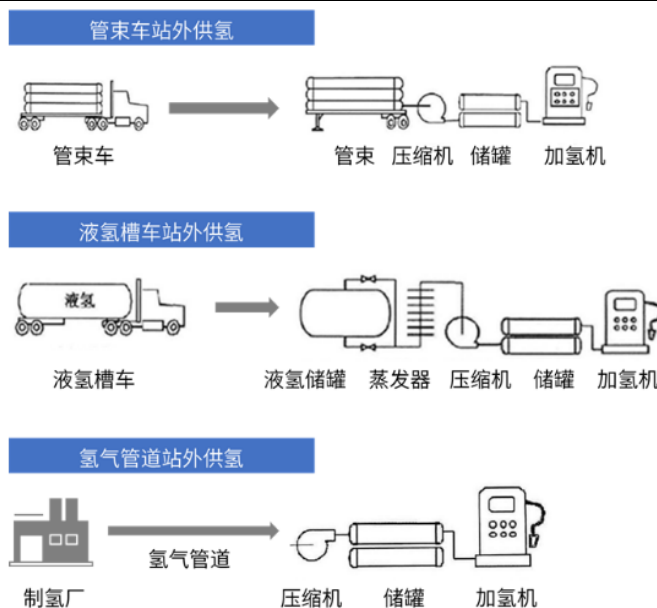 管束车站外供氢
管束车 管束 压缩机 储罐 加氢机
液氢槽车站外供氢
液氢
液氢槽车 液氢储罐 蒸发器 压缩机 储罐 加氢机
氢气管道站外供氢
氢气管道
制氢厂 压缩机 储罐 加氢机